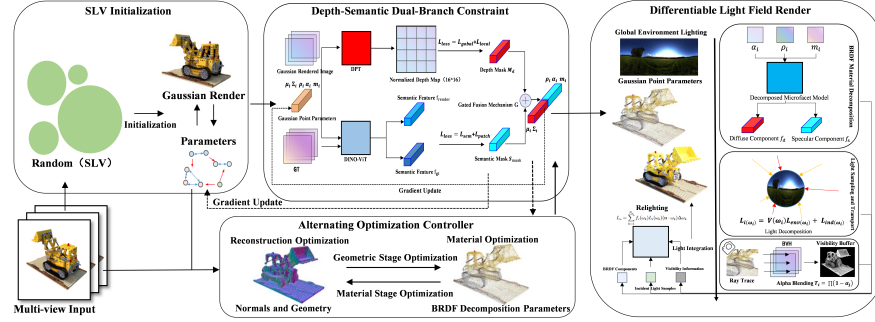 SLV Initialization
Gaussian Render
Initialization
Random（SLV）
Parameters
Gradient Update
Multi-view Input
Depth-Semantic Dual-Branch Constraint
Gaussian Rendered Image
DPT
Normalized Depth Map (16*16)
Depth Mask
Gaussian Point Parameters
Semantic Feature
Gated Fusion Mechanism G
DINO-ViT
GT
Semantic Feature
Semantic Mask
Gradient Update
Alternating Optimization Controller
Reconstruction Optimization
Material Optimization
Geometric Stage Optimization
Material Stage Optimization
Normals and Geometry
BRDF Decomposition Parameters
Differentiable Light Field Render
Global Environment Lighting
Gaussian Point Parameters
Relighting
Light Integration
BRDF Components
Incident Light Samples
Visibility Information
αᵢ ρᵢ mᵢ
Decomposed Microfacet Model
Diffuse Component
Specular Component
BRDF Material Decomposition
Light Decomposition
Light Sampling and Transport
BVH
Visibility Buffer
Ray Trace
Alpha Blending